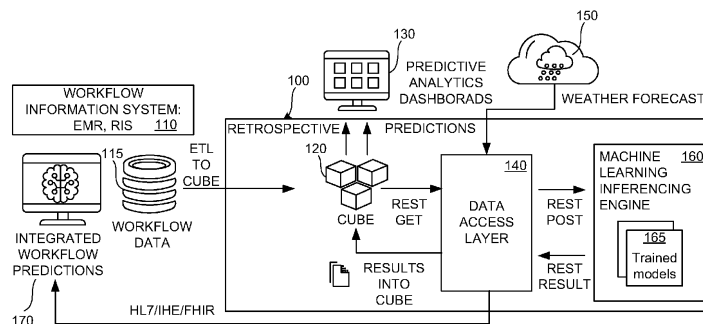 130
PREDICTIVE
ANALYTICS
DASHBORADS
150
WEATHER FORECAST
WORKFLOW
INFORMATION SYSTEM:
EMR, RIS 110
100
RETROSPECTIVE
PREDICTIONS
115
ETL
TO
CUBE
120
CUBE
REST
GET
140
DATA
ACCESS
LAYER
REST
POST
MACHINE 160
LEARNING
INFERENCING
ENGINE
165
Trained
models
REST
RESULT
WORKFLOW
DATA
INTEGRATED
WORKFLOW
PREDICTIONS
170
RESULTS
INTO
CUBE
HL7/IHE/FHIR